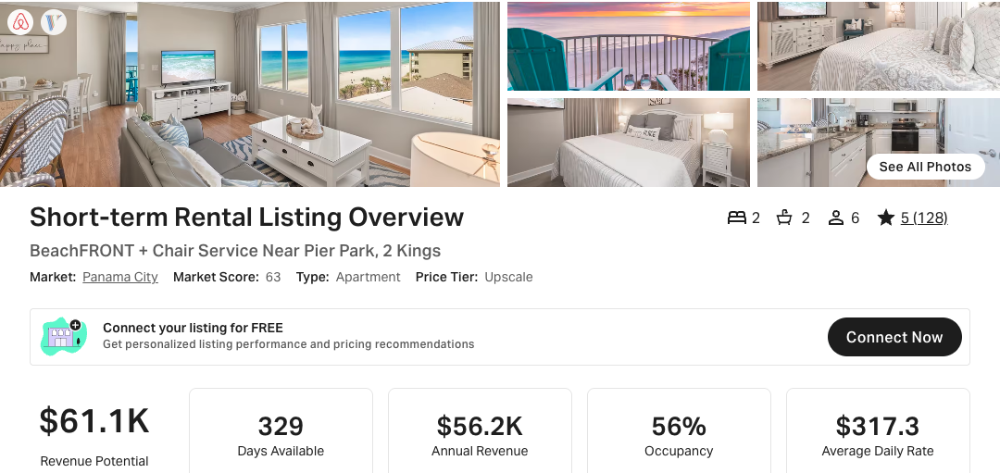 happy place
See All Photos
Short-term Rental Listing Overview
2 2 6 5 (128)
BeachFRONT + Chair Service Near Pier Park, 2 Kings
Market: Panama City Market Score: 63 Type: Apartment Price Tier: Upscale
Connect your listing for FREE
Get personalized listing performance and pricing recommendations
Connect Now
$61.1K
Revenue Potential
329
Days Available
$56.2K
Annual Revenue
56%
Occupancy
$317.3
Average Daily Rate